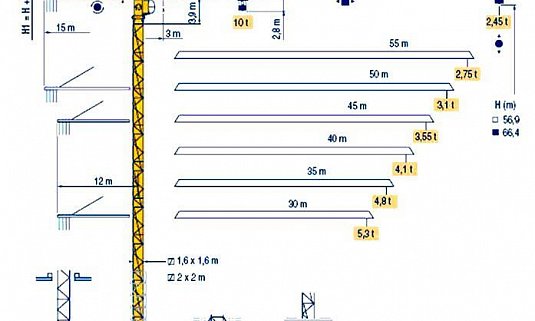 H1 = H +
15 m
3,9 m
3 m
10 t
2,8 m
2,45 t
55 m
2,75 t
50 m
3,1 t
45 m
3,55 t
H (m)
56,9
66,4
40 m
4,1 t
12 m
35 m
4,8 t
30 m
5,3 t
1,6 x 1,6 m
2 x 2 m